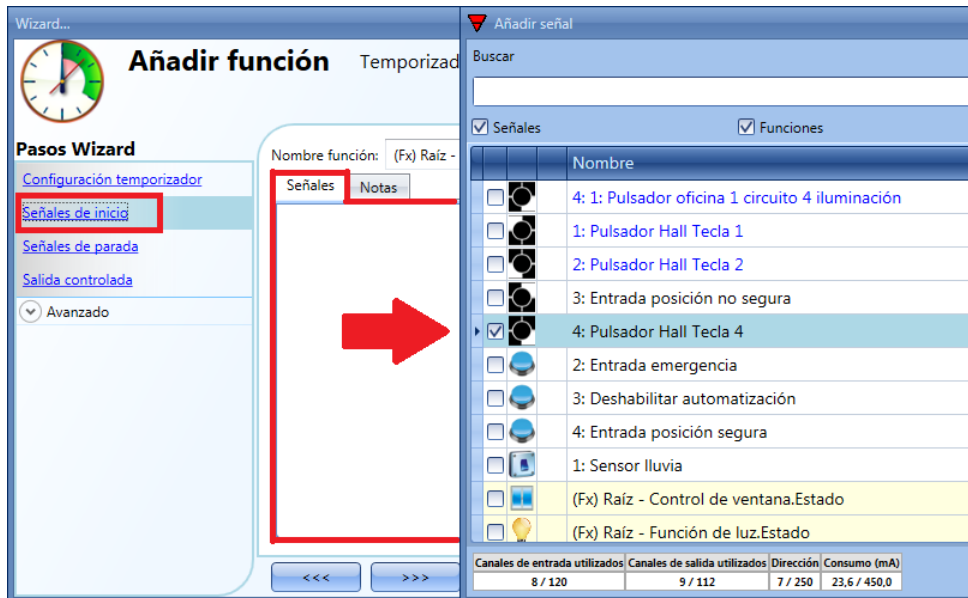 Wizard...
Añadir función
Temporizad
Pasos Wizard
Configuración temporizador
Señales de inicio
Señales de parada
Salida controlada
Avanzado
Nombre función: (Fx) Raíz -
Señales
Notas
<<<
>>>
Añadir señal
Buscar
Señales
Funciones
Nombre
4: 1: Pulsador oficina 1 circuito 4 iluminación
1: Pulsador Hall Tecla 1
2: Pulsador Hall Tecla 2
3: Entrada posición no segura
4: Pulsador Hall Tecla 4
2: Entrada emergencia
3: Deshabilitar automatización
4: Entrada posición segura
1: Sensor lluvia
(Fx) Raíz - Control de ventana.Estado
(Fx) Raíz - Función de luz.Estado
Canales de entrada utilizados Canales de salida utilizados Dirección Consumo (mA)
8 / 120 9 / 112 7 / 250 23,6 / 450,0